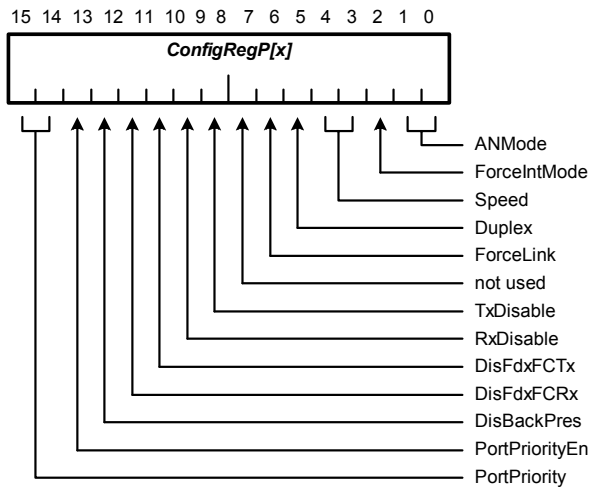 15 14 13 12 11 10 9 8 7 6 5 4 3 2 1 0
ConfigRegP[x]
ANMode
ForceIntMode
Speed
Duplex
ForceLink
not used
TxDisable
RxDisable
DisFdxFCTx
DisFdxFCRx
DisBackPres
PortPriorityEn
PortPriority